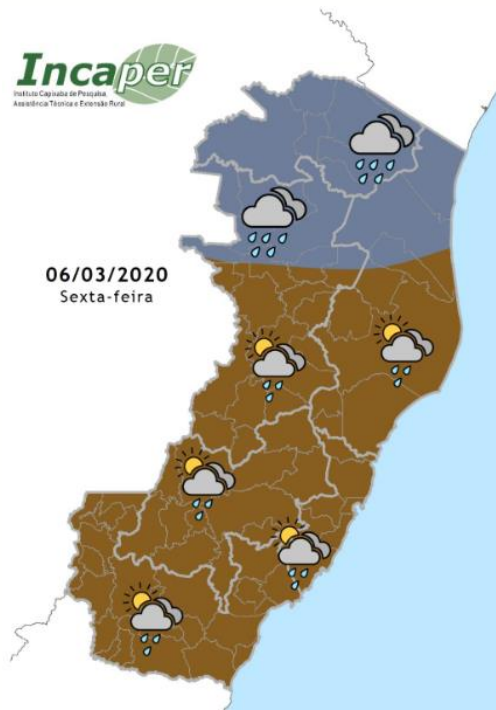 Incaper
Instituto Capixaba de Pesquisa,
Assistência Técnica e Extensão Rural
06/03/2020
Sexta-feira